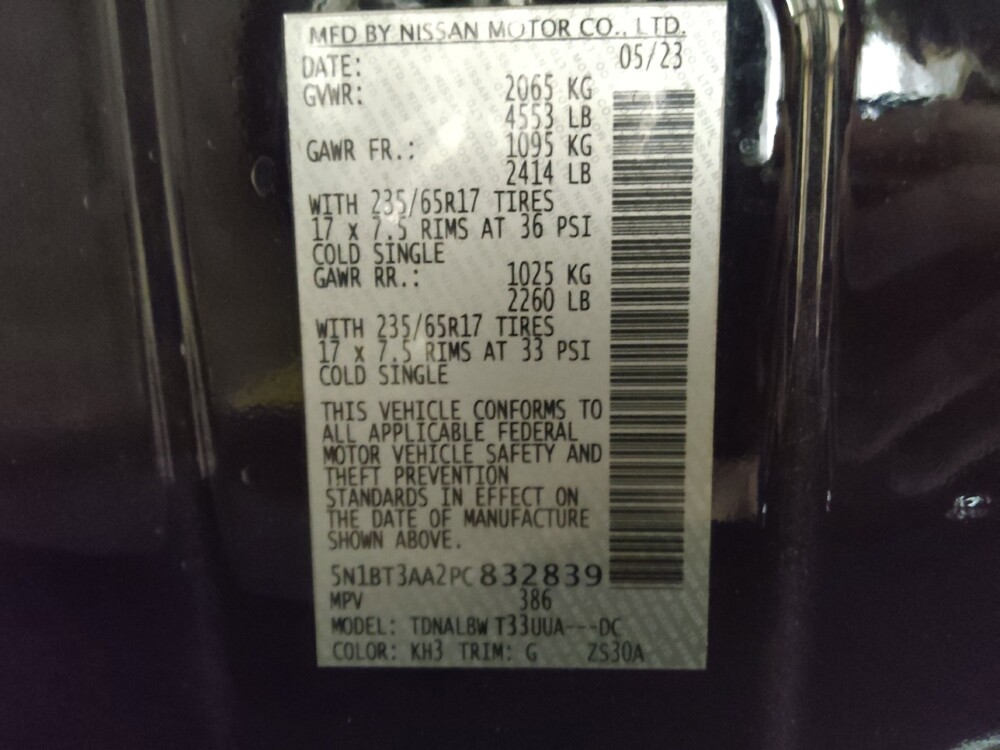 MFD BY NISSAN MOTOR CO., LTD.
DATE: 05/23
GVWR: 2065 KG
4553 LB
GAWR FR.: 1095 KG
2414 LB
WITH 235/65R17 TIRES
17 x 7.5 RIMS AT 36 PSI
COLD SINGLE
GAWR RR.: 1025 KG
2260 LB
WITH 235/65R17 TIRES
17 x 7.5 RIMS AT 33 PSI
COLD SINGLE
THIS VEHICLE CONFORMS TO
ALL APPLICABLE FEDERAL
MOTOR VEHICLE SAFETY AND
THEFT PREVENTION
STANDARDS IN EFFECT ON
THE DATE OF MANUFACTURE
SHOWN ABOVE.
5N1BT3AA2PC832839
MPV 386
MODEL: TDNALBW T33UUA---DC
COLOR: KH3 TRIM: G ZS30A